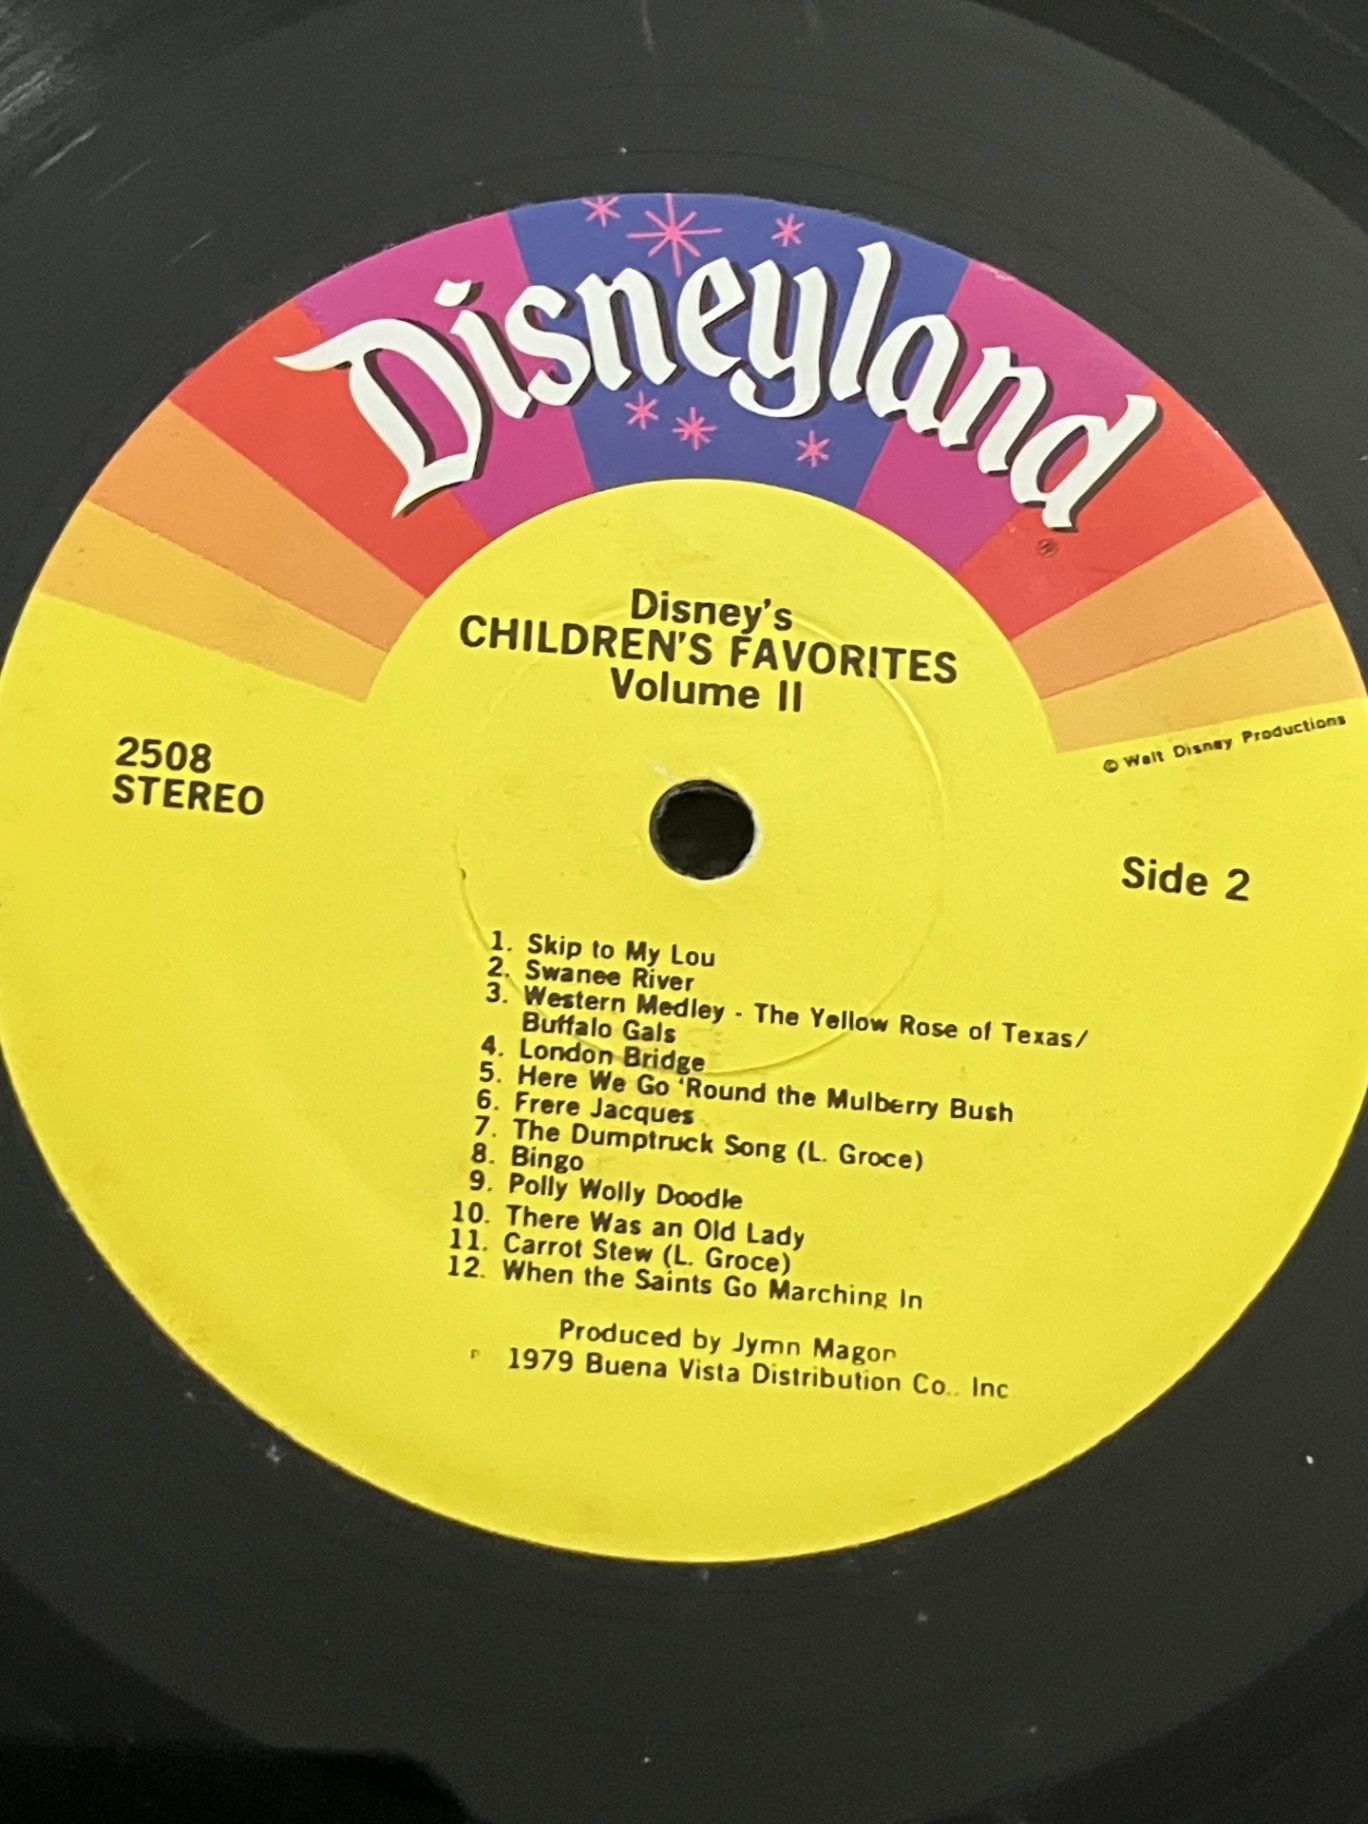 Disneyland
®
Disney's
CHILDREN'S FAVORITES
Volume II
© Walt Disney Productions
2508
STEREO
Side 2
1. Skip to My Lou
2. Swanee River
3. Western Medley - The Yellow Rose of Texas/
Buffalo Gals
4. London Bridge
5. Here We Go 'Round the Mulberry Bush
6. Frere Jacques
7. The Dumptruck Song (L. Groce)
8. Bingo
9. Polly Wolly Doodle
10. There Was an Old Lady
11. Carrot Stew (L. Groce)
12. When the Saints Go Marching In
Produced by Jymn Magon
℗ 1979 Buena Vista Distribution Co., Inc